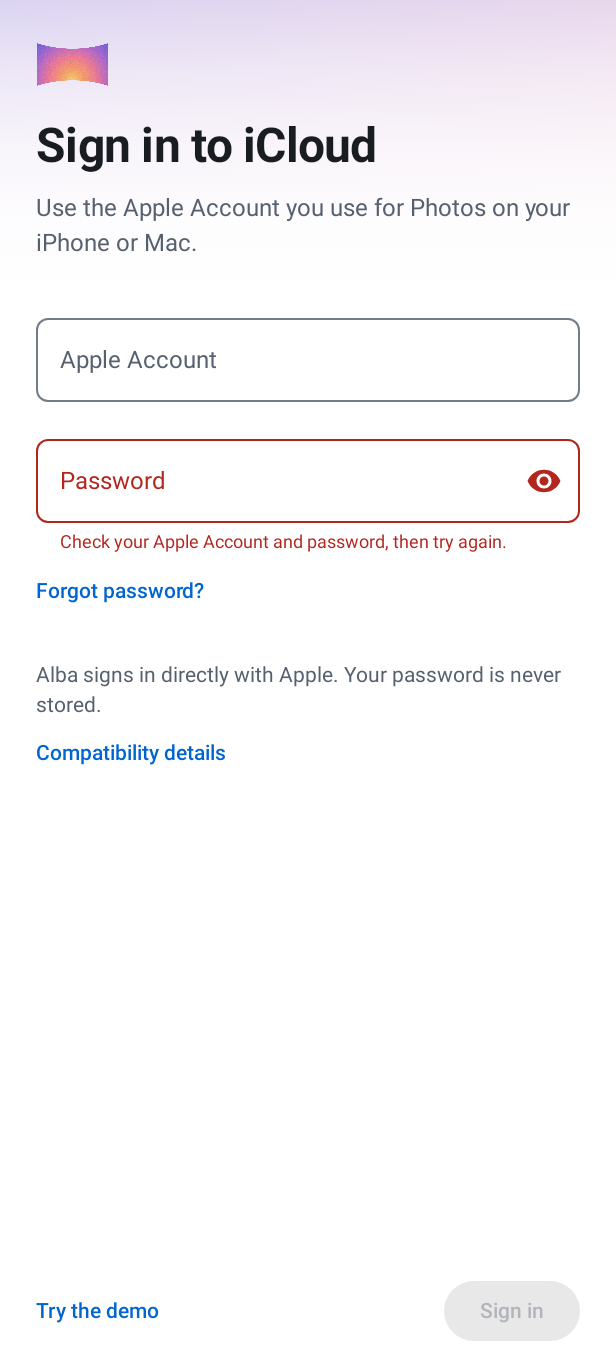 Sign in to iCloud
Use the Apple Account you use for Photos on your
iPhone or Mac.
Apple Account
Password
Check your Apple Account and password, then try again.
Forgot password?
Alba signs in directly with Apple. Your password is never
stored.
Compatibility details
Try the demo
Sign in